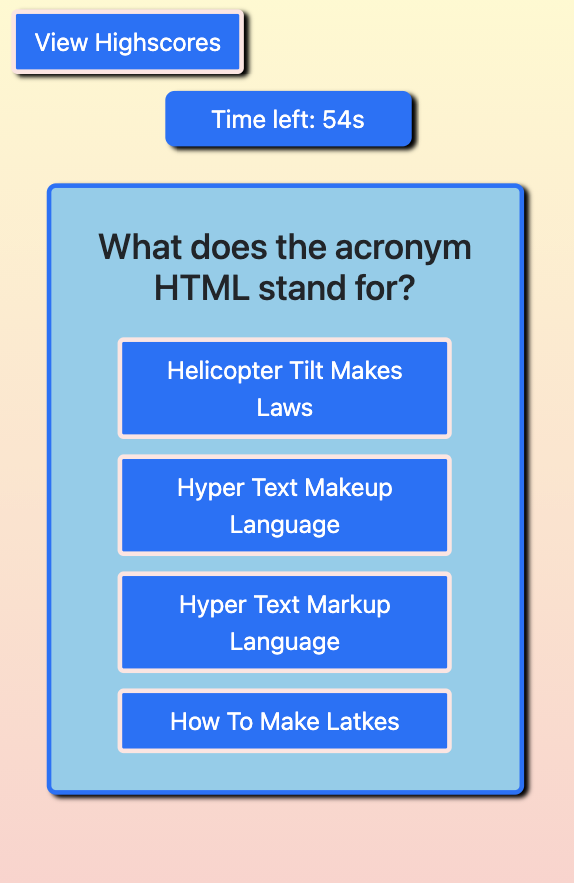 View Highscores
Time left: 54s
What does the acronym
HTML stand for?
Helicopter Tilt Makes
Laws
Hyper Text Makeup
Language
Hyper Text Markup
Language
How To Make Latkes